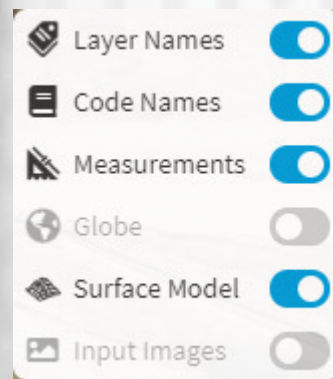 Layer Names
Code Names
Measurements
Globe
Surface Model
Input Images